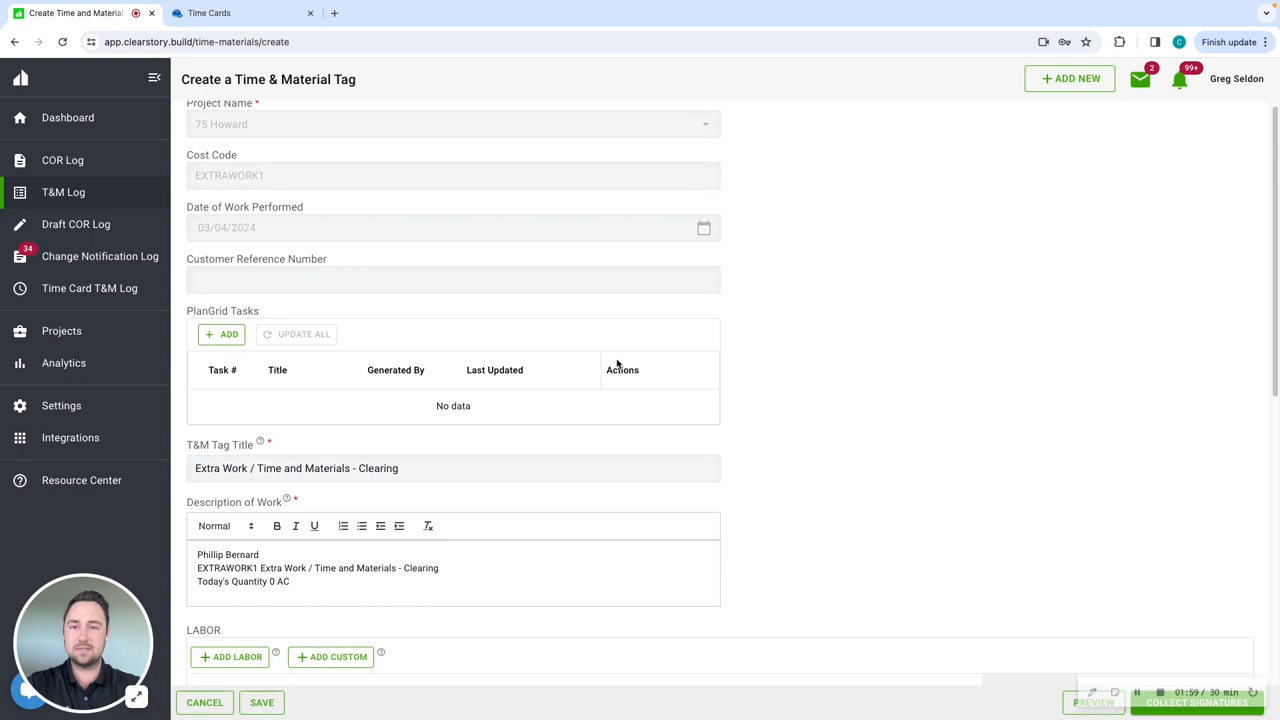 Create Time and Material
Time Cards
app.clearstory.build/time-materials/create
Finish update
Create a Time & Material Tag
ADD NEW
2
99+
Greg Seldon
Dashboard
COR Log
T&M Log
Draft COR Log
34
Change Notification Log
Time Card T&M Log
Projects
Analytics
Settings
Integrations
Resource Center
Project Name *
75 Howard
Cost Code
EXTRAWORK1
Date of Work Performed
03/04/2024
Customer Reference Number
PlanGrid Tasks
+ ADD
UPDATE ALL
Task # Title Generated By Last Updated Actions
No data
T&M Tag Title ? *
Extra Work / Time and Materials - Clearing
Description of Work ? *
Normal B I U
Phillip Bernard
EXTRAWORK1 Extra Work / Time and Materials - Clearing
Today's Quantity 0 AC
LABOR
+ ADD LABOR ? + ADD CUSTOM ?
CANCEL SAVE
PREVIEW COLLECT SIGNATURES
01:59 / 30 min